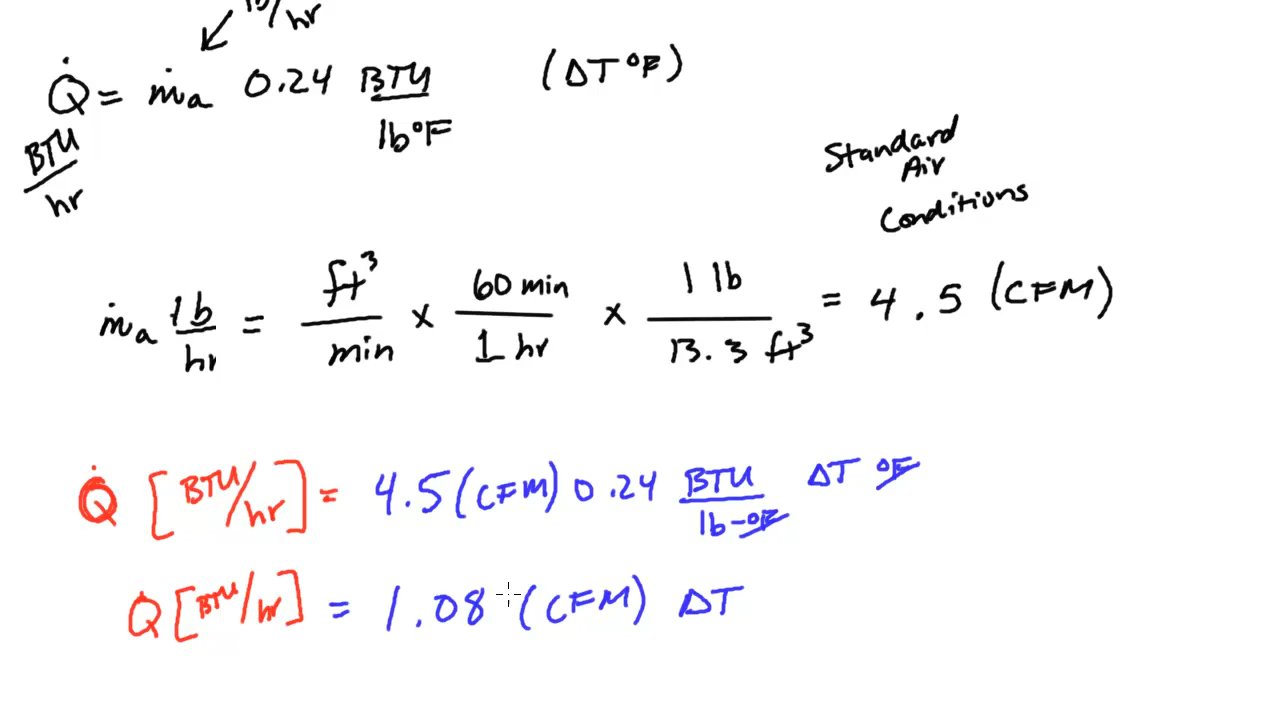 lb/hr
Q̇ = ṁa 0.24 BTU/lb°F (ΔT °F)
BTU/hr
Standard
Air
Conditions
ṁa lb/hr = ft³/min × 60 min/1 hr × 1 lb/13.3 ft³ = 4.5 (CFM)
Q̇ [BTU/hr] = 4.5 (CFM) 0.24 BTU/lb-°F ΔT °F
Q̇ [BTU/hr] = 1.08 (CFM) ΔT